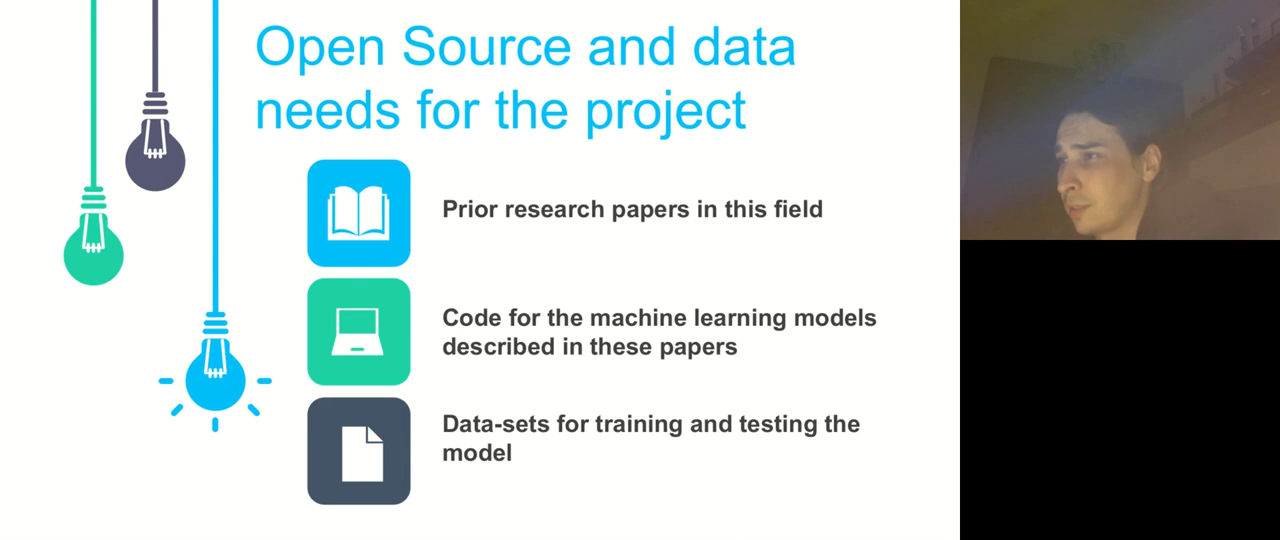 Open Source and data
needs for the project
Prior research papers in this field
Code for the machine learning models
described in these papers
Data-sets for training and testing the
model